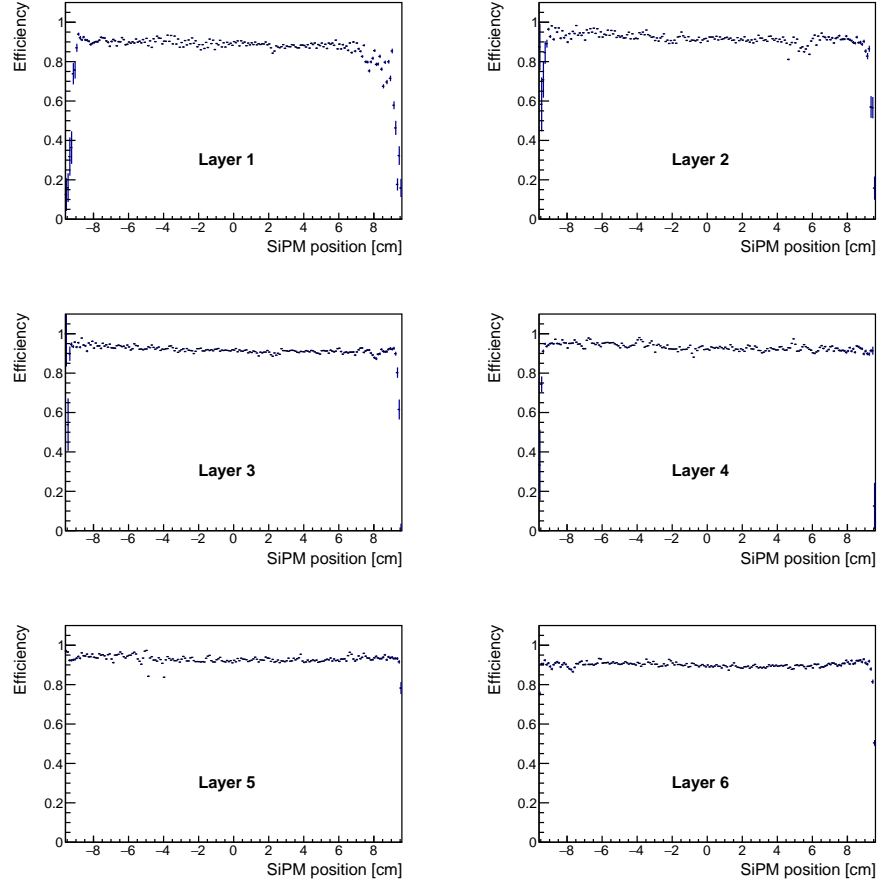 Efficiency
1
0.8
0.6
0.4
0.2
0
−8 −6 −4 −2 0 2 4 6 8
SiPM position [cm]
Layer 1
Efficiency
1
0.8
0.6
0.4
0.2
0
−8 −6 −4 −2 0 2 4 6 8
SiPM position [cm]
Layer 2
Efficiency
1
0.8
0.6
0.4
0.2
0
−8 −6 −4 −2 0 2 4 6 8
SiPM position [cm]
Layer 3
Efficiency
1
0.8
0.6
0.4
0.2
0
−8 −6 −4 −2 0 2 4 6 8
SiPM position [cm]
Layer 4
Efficiency
1
0.8
0.6
0.4
0.2
0
−8 −6 −4 −2 0 2 4 6 8
SiPM position [cm]
Layer 5
Efficiency
1
0.8
0.6
0.4
0.2
0
−8 −6 −4 −2 0 2 4 6 8
SiPM position [cm]
Layer 6